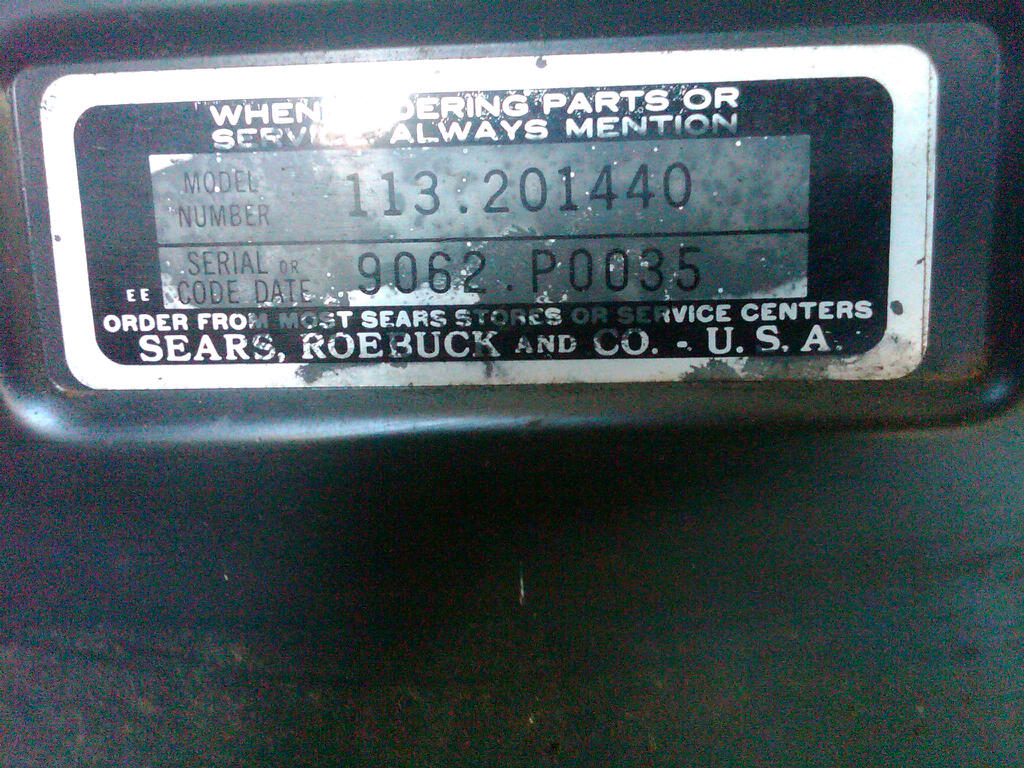 WHEN ORDERING PARTS OR
SERVICE ALWAYS MENTION
MODEL NUMBER 113.201440
SERIAL OR CODE DATE 9062.P0035
EE
ORDER FROM MOST SEARS STORES OR SERVICE CENTERS
SEARS, ROEBUCK AND CO. - U.S.A.